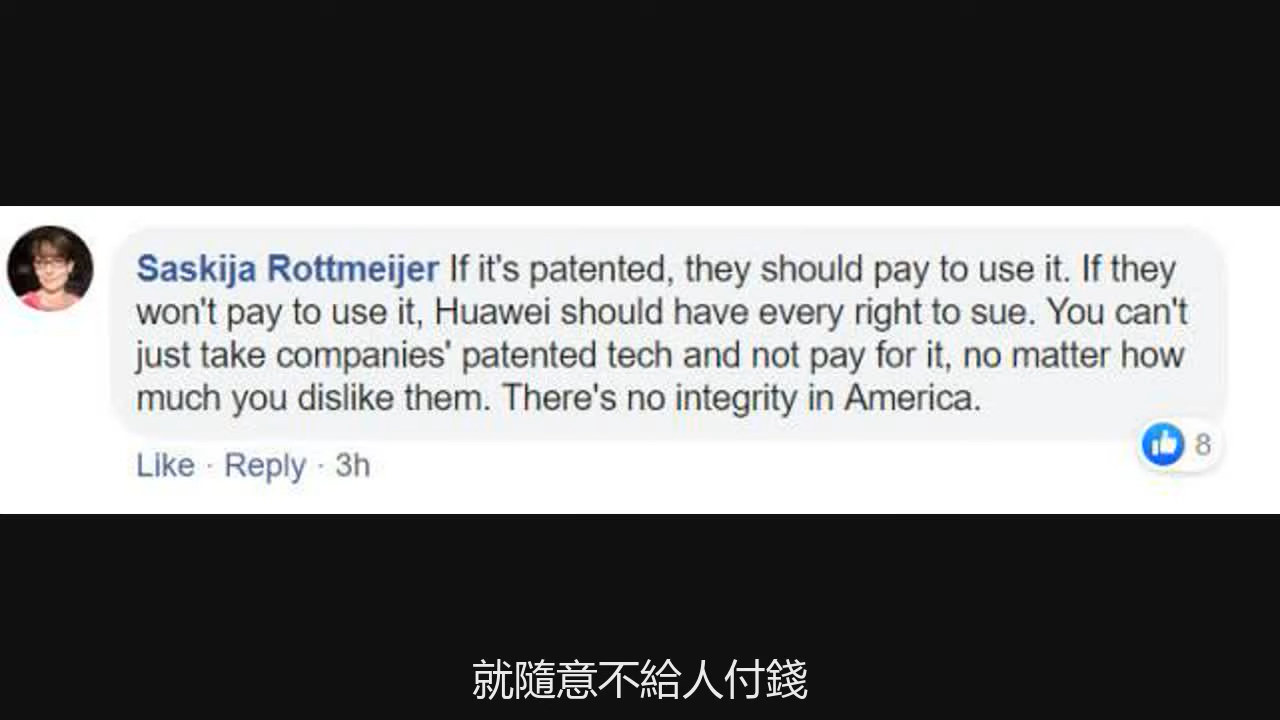 Saskija Rottmeijer If it's patented, they should pay to use it. If they
won't pay to use it, Huawei should have every right to sue. You can't
just take companies' patented tech and not pay for it, no matter how
much you dislike them. There's no integrity in America.
8
Like · Reply · 3h
就隨意不給人付錢